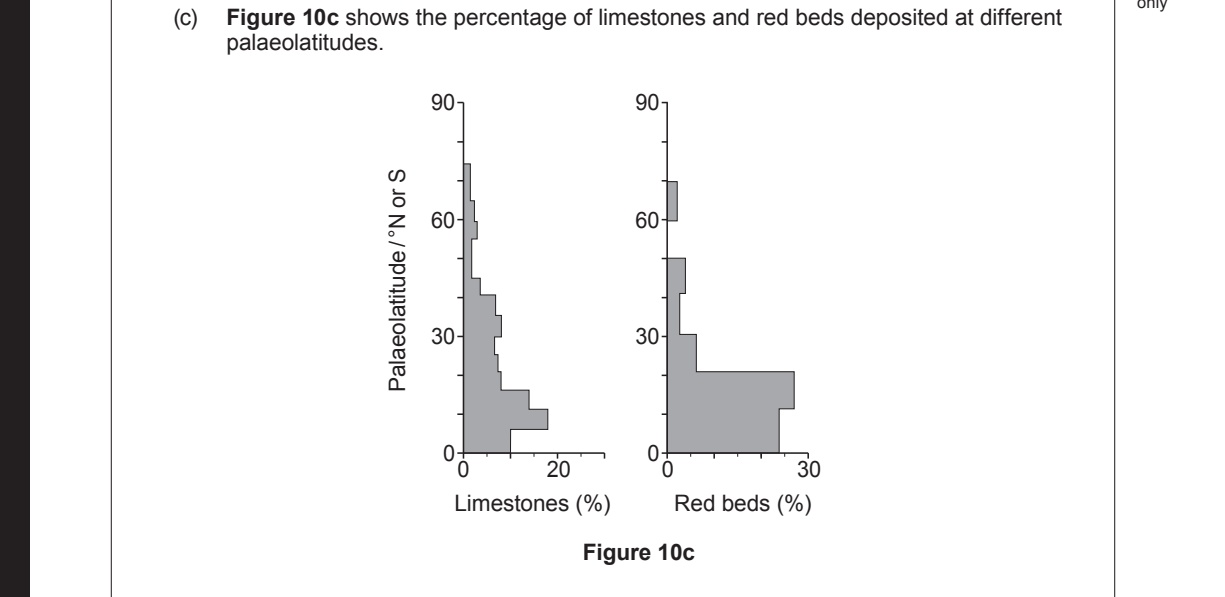 only
(c) Figure 10c shows the percentage of limestones and red beds deposited at different
palaeolatitudes.
90
60
30
0
Palaeolatitude / °N or S
0 20
Limestones (%)
90
60
30
0
0 30
Red beds (%)
Figure 10c